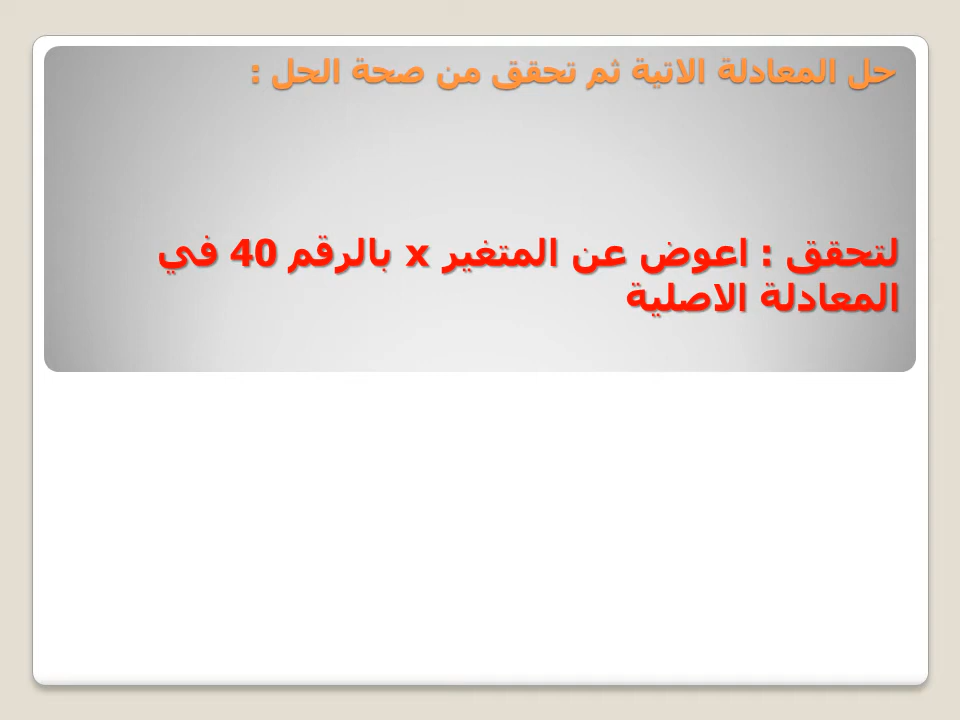 حل المعادلة الاتية ثم تحقق من صحة الحل :
لتحقق : اعوض عن المتغير x بالرقم 40 في
المعادلة الاصلية